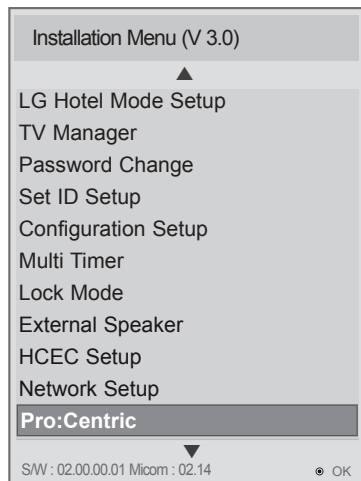 Installation Menu (V 3.0)
LG Hotel Mode Setup
TV Manager
Password Change
Set ID Setup
Configuration Setup
Multi Timer
Lock Mode
External Speaker
HCEC Setup
Network Setup
Pro:Centric
S/W : 02.00.00.01 Micom : 02.14 OK